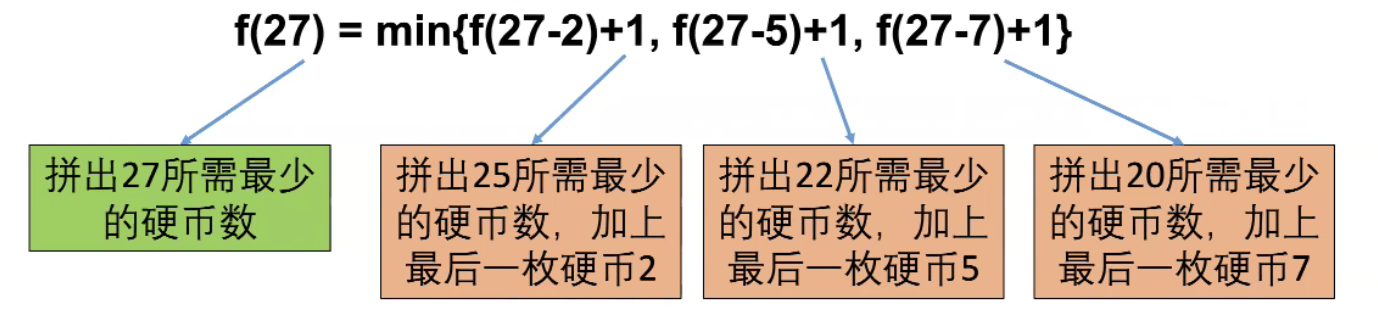 f(27) = min{f(27-2)+1, f(27-5)+1, f(27-7)+1}
拼出27所需最少
的硬币数
拼出25所需最少
的硬币数，加上
最后一枚硬币2
拼出22所需最少
的硬币数，加上
最后一枚硬币5
拼出20所需最少
的硬币数，加上
最后一枚硬币7